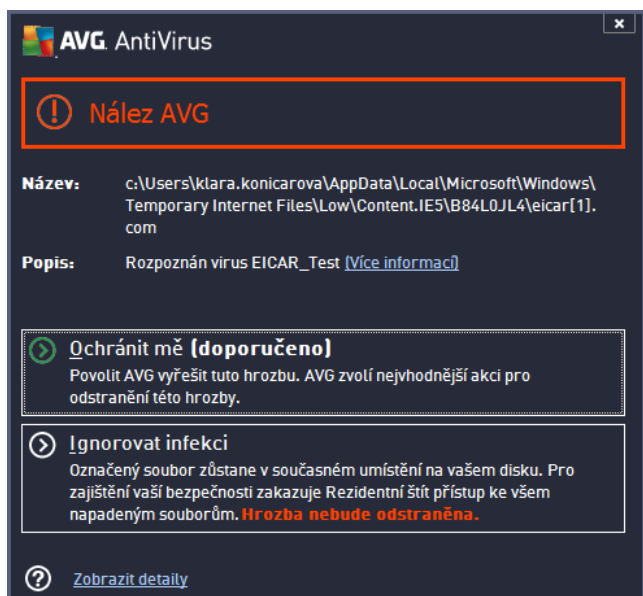 AVG. AntiVirus
Nález AVG
Název: c:\Users\klara.konicarova\AppData\Local\Microsoft\Windows\
Temporary Internet Files\Low\Content.IE5\B84L0JL4\eicar[1].
com
Popis: Rozpoznán virus EICAR_Test (Více informací)
Ochránit mě (doporučeno)
Povolit AVG vyřešit tuto hrozbu. AVG zvolí nejvhodnější akci pro
odstranění této hrozby.
Ignorovat infekci
Označený soubor zůstane v současném umístění na vašem disku. Pro
zajištění vaší bezpečnosti zakazuje Rezidentní štít přístup ke všem
napadeným souborům. Hrozba nebude odstraněna.
Zobrazit detaily